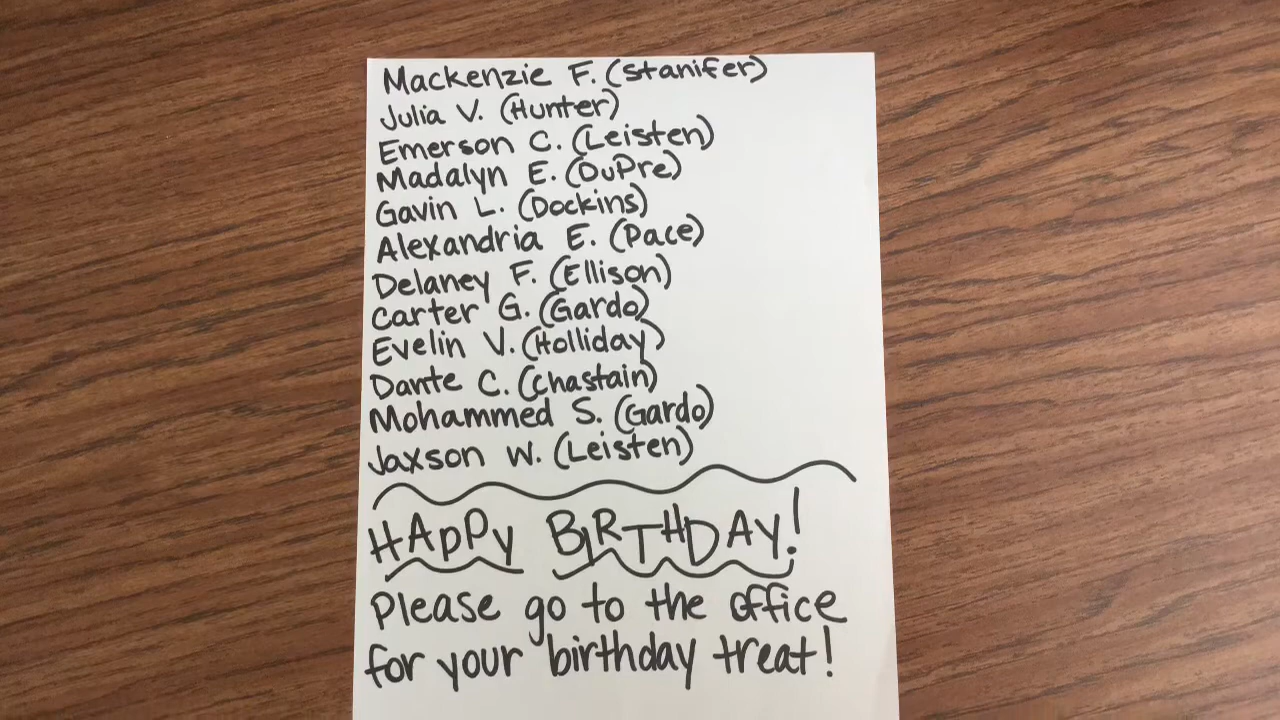 Mackenzie F. (Stanifer)
Julia V. (Hunter)
Emerson C. (Leisten)
Madalyn E. (DuPre)
Gavin L. (Dockins)
Alexandria E. (Pace)
Delaney F. (Ellison)
Carter G. (Gardo)
Evelin V. (Holliday)
Dante C. (Chastain)
Mohammed S. (Gardo)
Jaxson W. (Leisten)
HAPPY BIRTHDAY!
Please go to the office
for your birthday treat!